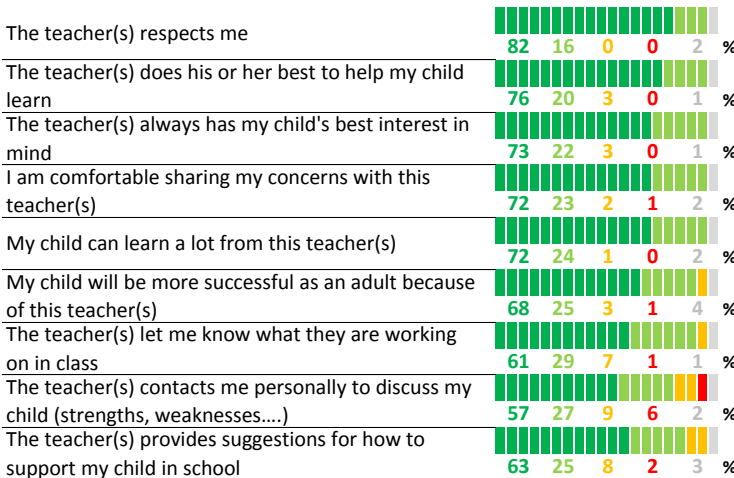 The teacher(s) respects me
82 16 0 0 2 %
The teacher(s) does his or her best to help my child
learn
76 20 3 0 1 %
The teacher(s) always has my child's best interest in
mind
73 22 3 0 1 %
I am comfortable sharing my concerns with this
teacher(s)
72 23 2 1 2 %
My child can learn a lot from this teacher(s)
72 24 1 0 2 %
My child will be more successful as an adult because
of this teacher(s)
68 25 3 1 4 %
The teacher(s) let me know what they are working
on in class
61 29 7 1 1 %
The teacher(s) contacts me personally to discuss my
child (strengths, weaknesses....)
57 27 9 6 2 %
The teacher(s) provides suggestions for how to
support my child in school
63 25 8 2 3 %